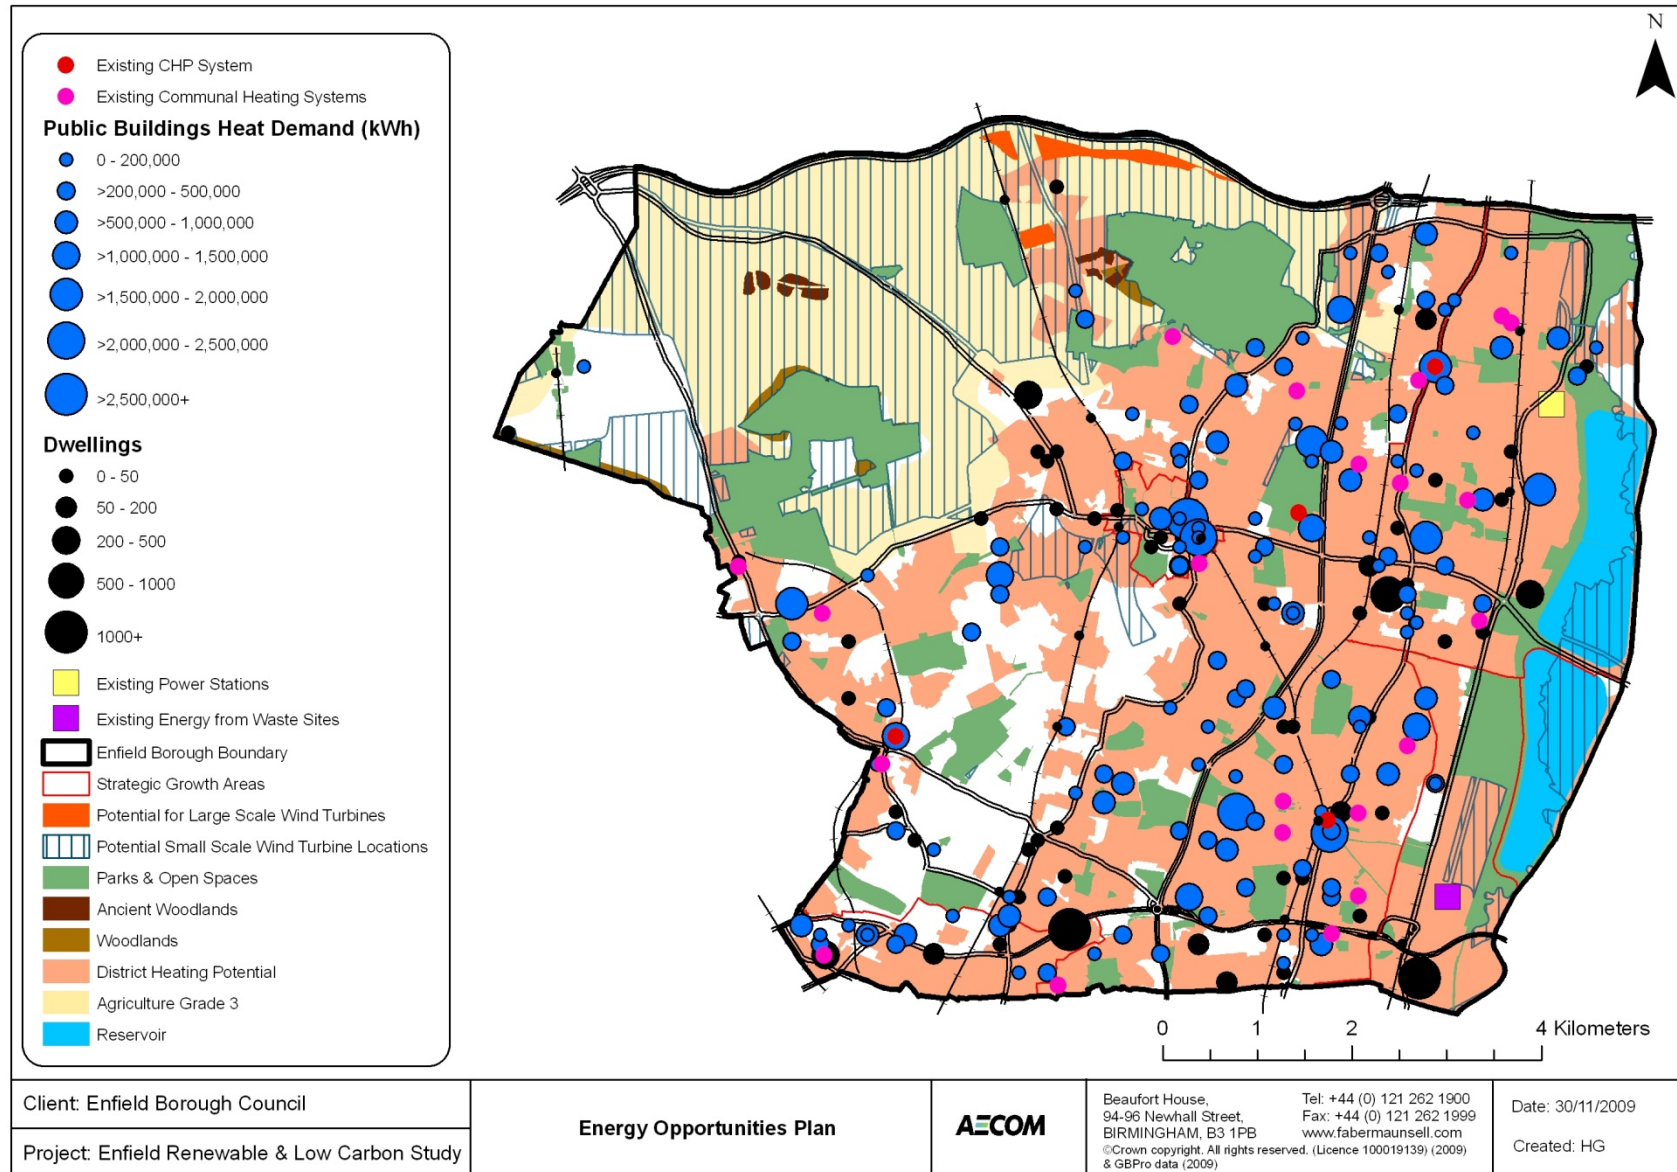 N
Existing CHP System
Existing Communal Heating Systems
Public Buildings Heat Demand (kWh)
0 - 200,000
>200,000 - 500,000
>500,000 - 1,000,000
>1,000,000 - 1,500,000
>1,500,000 - 2,000,000
>2,000,000 - 2,500,000
>2,500,000+
Dwellings
0 - 50
50 - 200
200 - 500
500 - 1000
1000+
Existing Power Stations
Existing Energy from Waste Sites
Enfield Borough Boundary
Strategic Growth Areas
Potential for Large Scale Wind Turbines
Potential Small Scale Wind Turbine Locations
Parks & Open Spaces
Ancient Woodlands
Woodlands
District Heating Potential
Agriculture Grade 3
Reservoir
0 1 2 4 Kilometers
Client: Enfield Borough Council
Project: Enfield Renewable & Low Carbon Study
Energy Opportunities Plan
AECOM
Beaufort House,
94-96 Newhall Street,
BIRMINGHAM, B3 1PB
Tel: +44 (0) 121 262 1900
Fax: +44 (0) 121 262 1999
www.fabermaunsell.com
©Crown copyright. All rights reserved. (Licence 100019139) (2009)
& GBPro data (2009)
Date: 30/11/2009
Created: HG